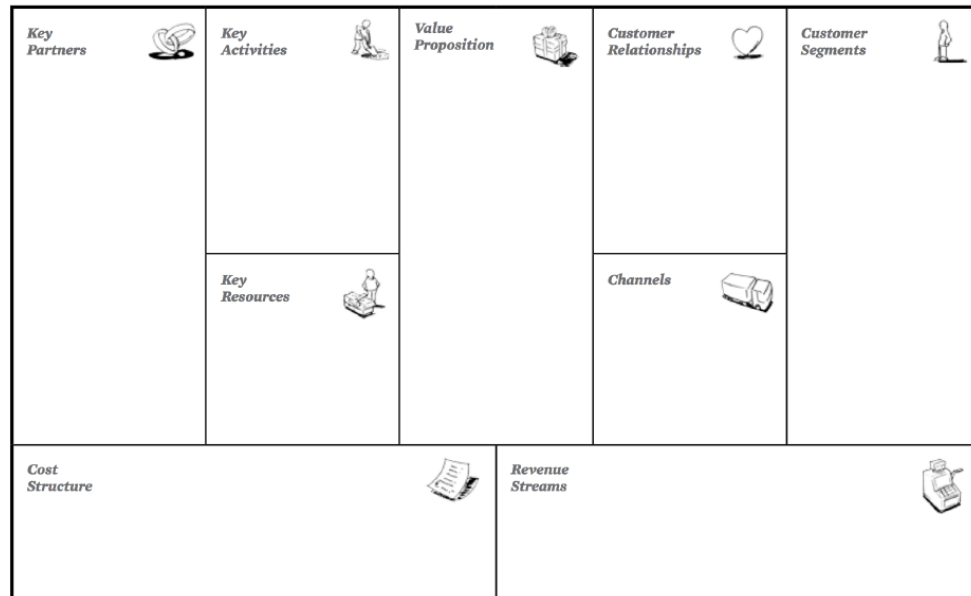 Key
Partners
Key
Activities
Value
Proposition
Customer
Relationships
Customer
Segments
Key
Resources
Channels
Cost
Structure
Revenue
Streams